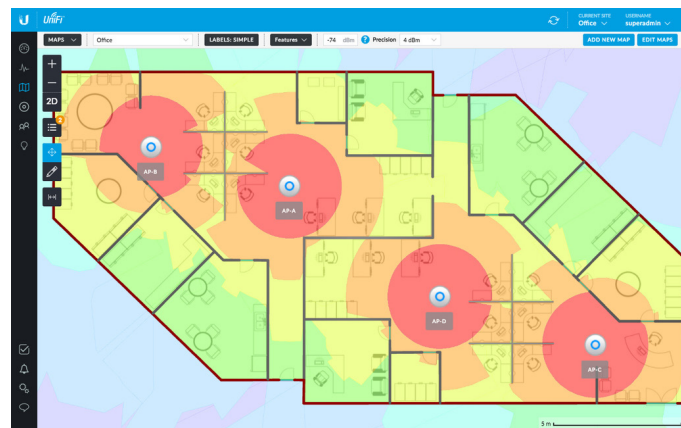 UniFi
CURRENT SITE
Office
USERNAME
superadmin
MAPS
Office
LABELS: SIMPLE
Features
-74 dBm
? Precision
4 dBm
ADD NEW MAP
EDIT MAPS
2D
2
AP-B
AP-A
AP-D
AP-C
5 m